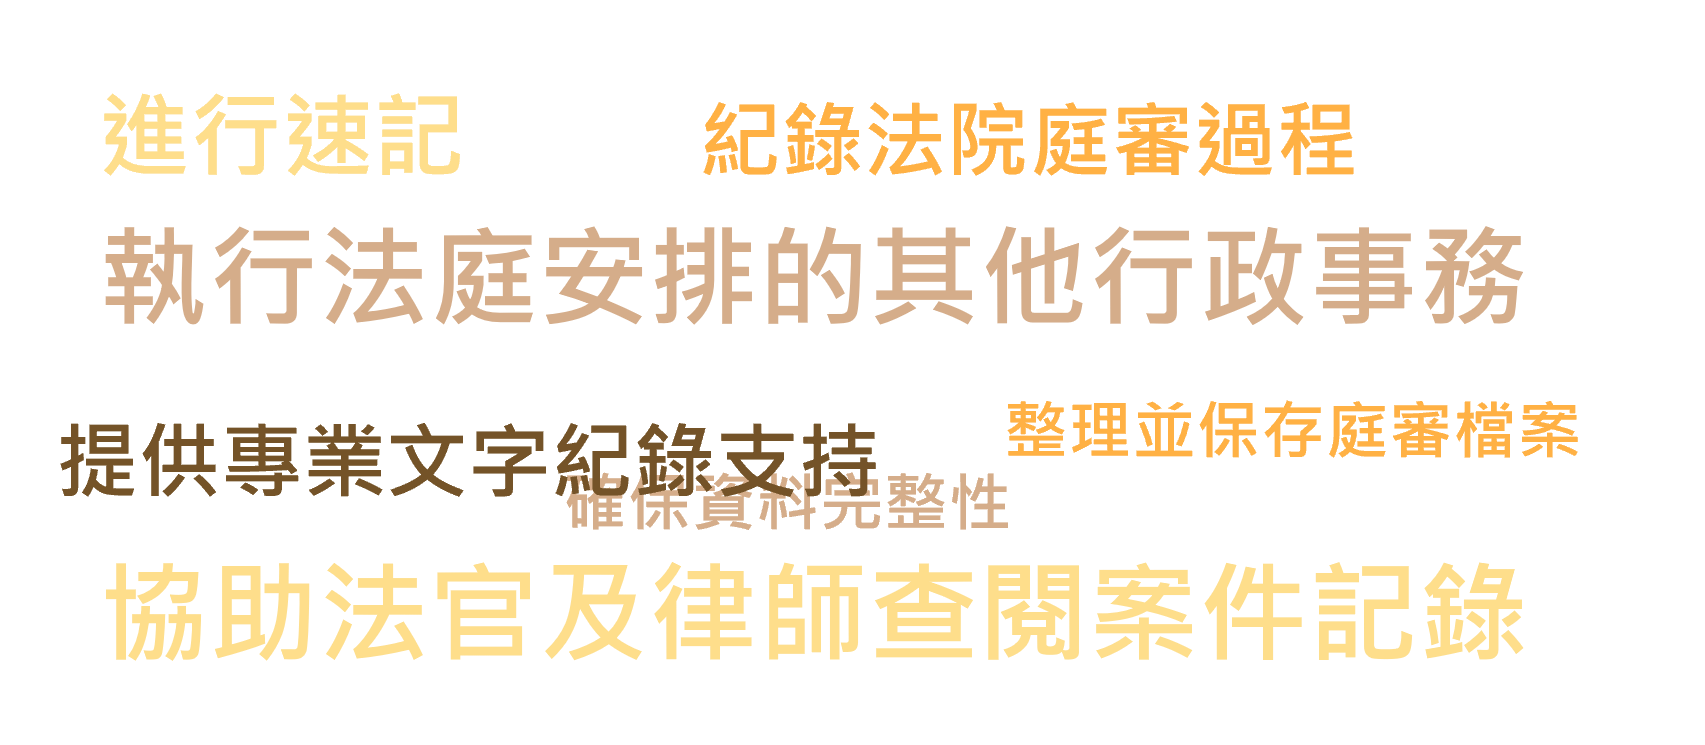 進行速記
紀錄法院庭審過程
執行法庭安排的其他行政事務
整理並保存庭審檔案
提供專業文字紀錄支持
確保資料完整性
協助法官及律師查閱案件記錄